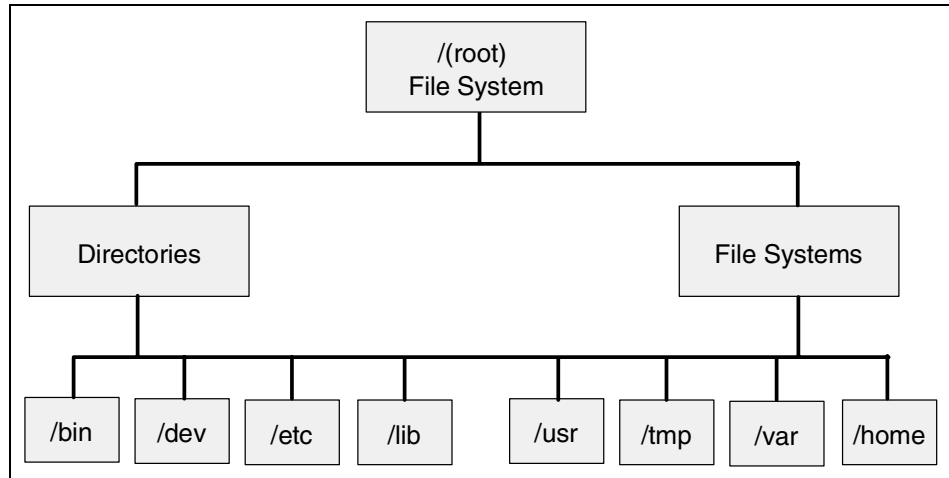 /(root)
File System
Directories
File Systems
/bin
/dev
/etc
/lib
/usr
/tmp
/var
/home